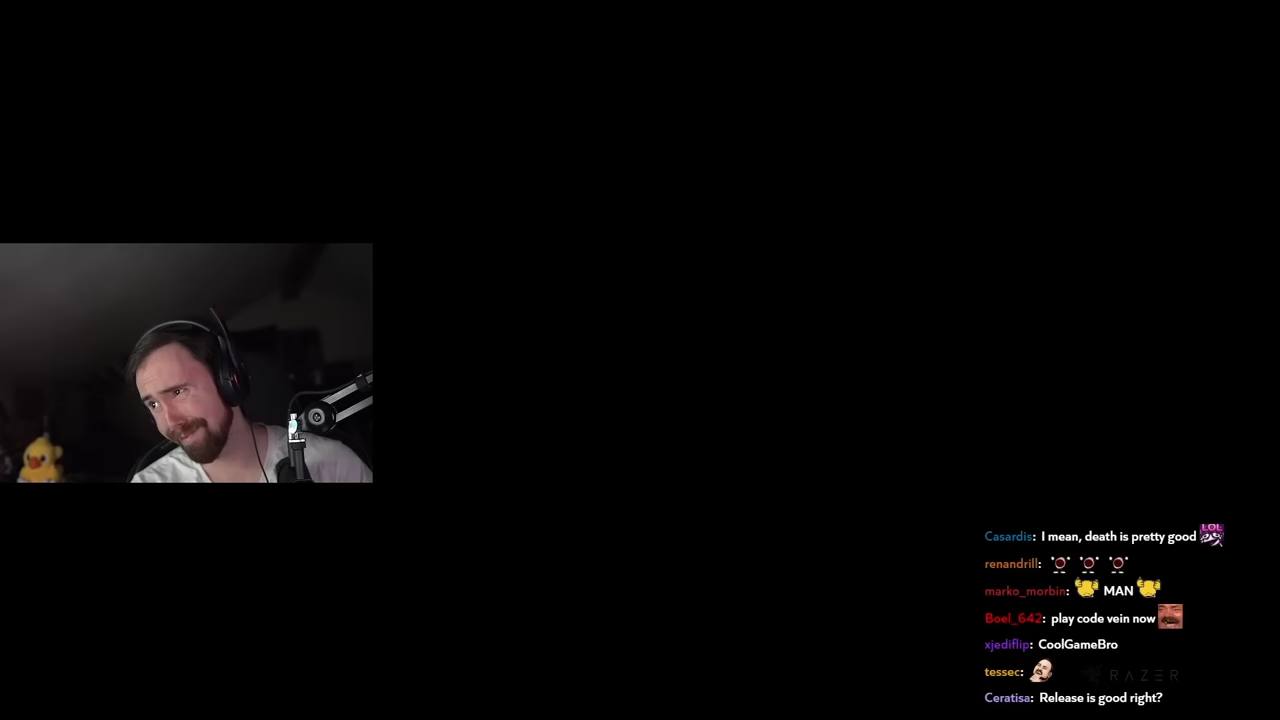 Casardis: I mean, death is pretty good LOL
renandrill:
marko_morbin: MAN
Boel_642: play code vein now
xjediflip: CoolGameBro
tessec:
RAZER
Ceratisa: Release is good right?